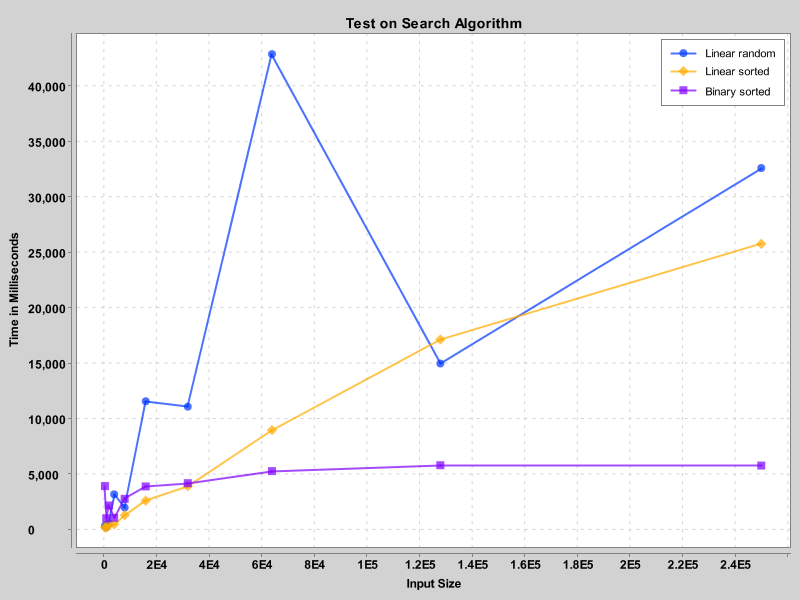 Test on Search Algorithm
Linear random
Linear sorted
Binary sorted
40,000
35,000
30,000
25,000
20,000
15,000
10,000
5,000
0
Time in Milliseconds
0 2E4 4E4 6E4 8E4 1E5 1.2E5 1.4E5 1.6E5 1.8E5 2E5 2.2E5 2.4E5
Input Size